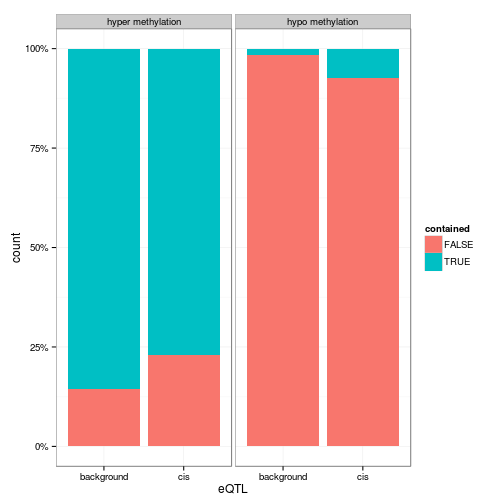 hyper methylation
hypo methylation
100%
75%
50%
25%
0%
count
background
cis
background
cis
eQTL
contained
FALSE
TRUE